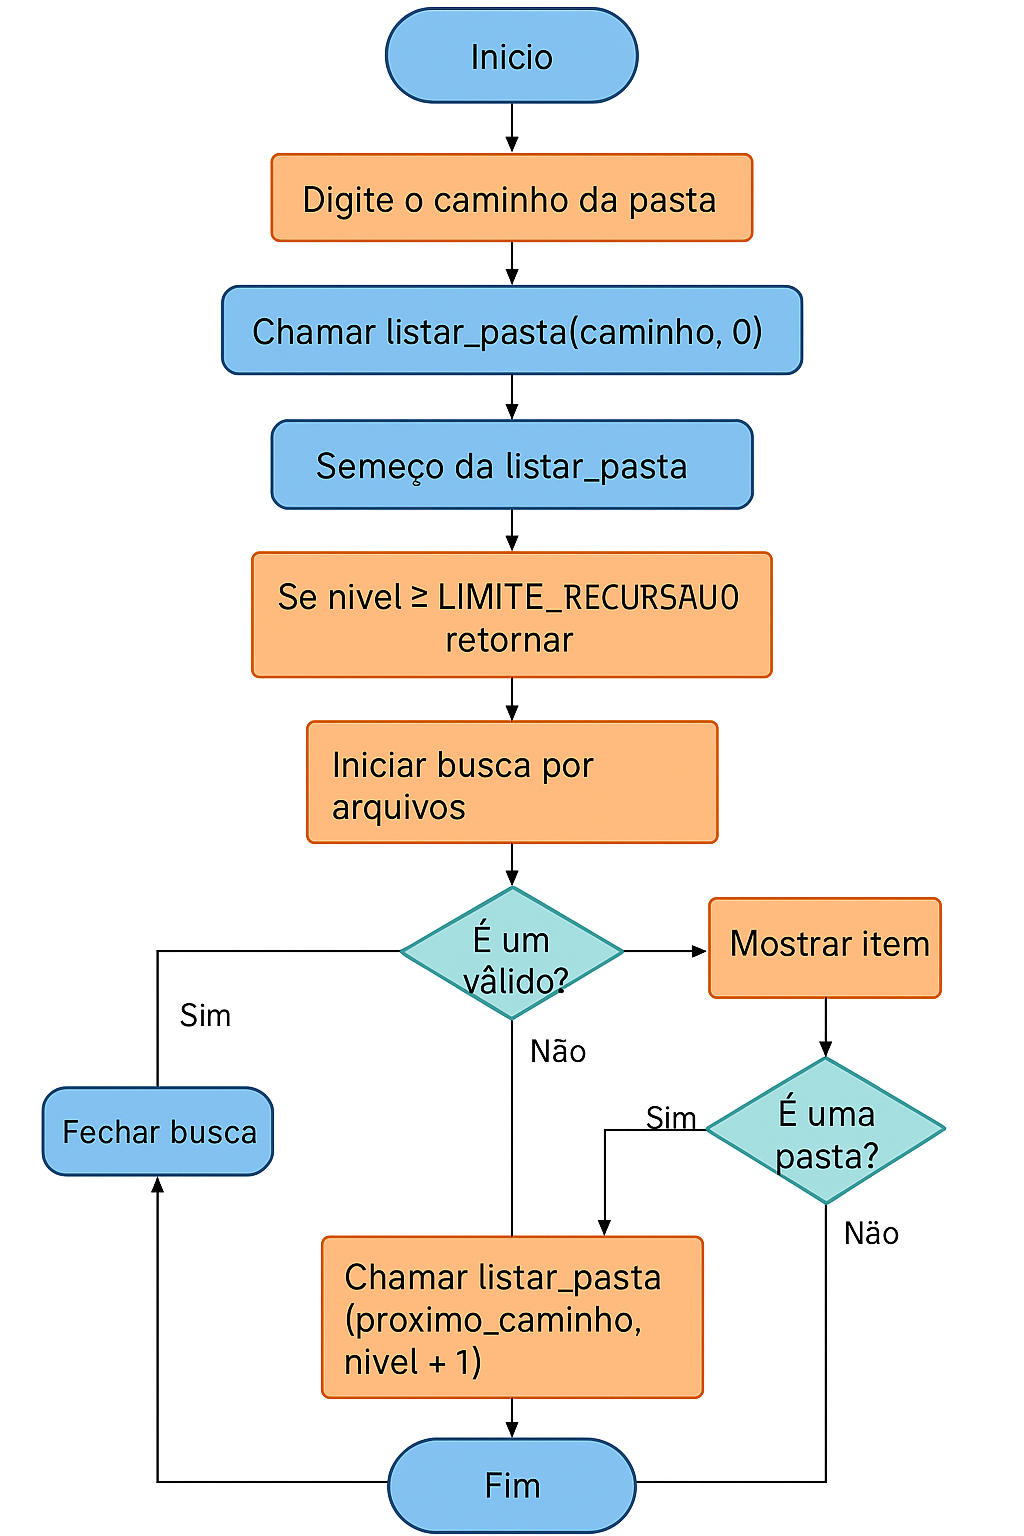 Inicio
Digite o caminho da pasta
Chamar listar_pasta(caminho, 0)
Semeço da listar_pasta
Se nivel ≥ LIMITE_RECURSAU0
retornar
Iniciar busca por
arquivos
É um
vâlido?
Mostrar item
Sim
Não
Fechar busca
Sim
É uma
pasta?
Näo
Chamar listar_pasta
(proximo_caminho,
nivel + 1)
Fim